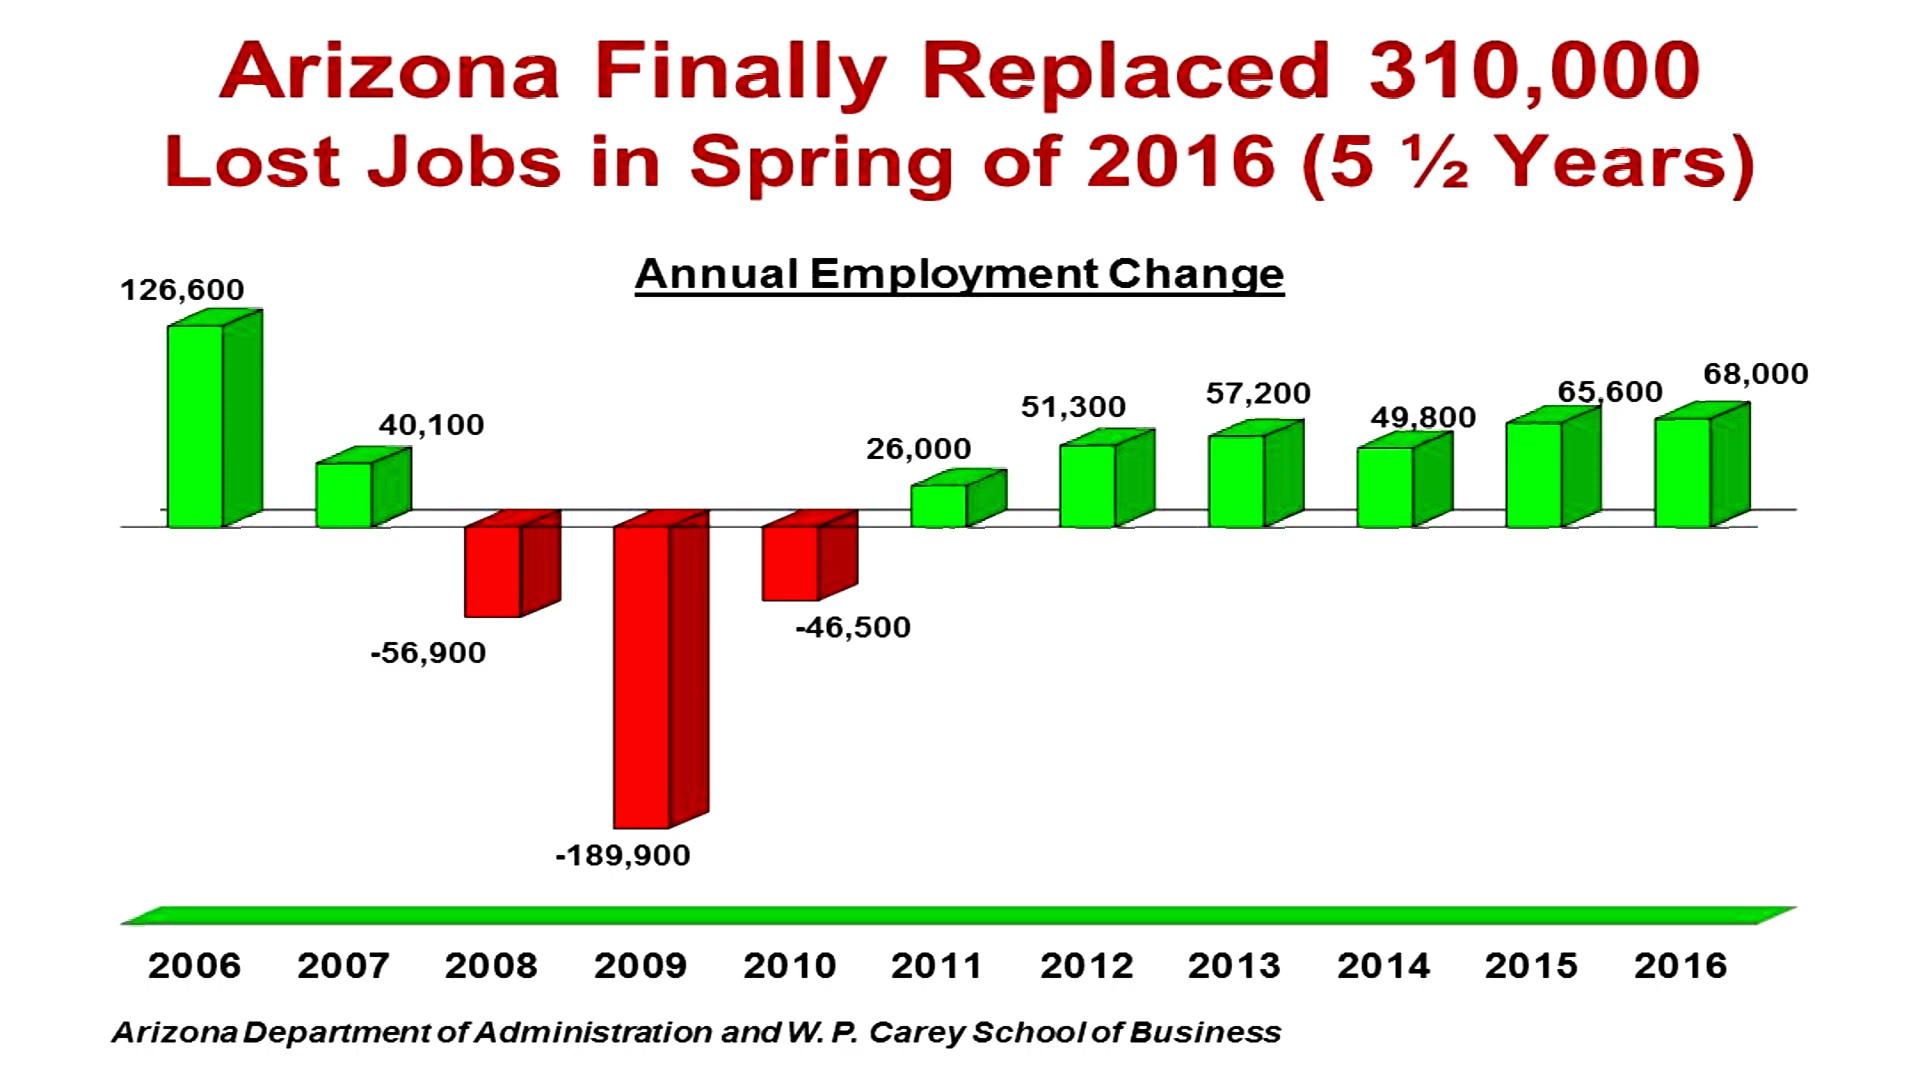 Arizona Finally Replaced 310,000
Lost Jobs in Spring of 2016 (5 ½ Years)
Annual Employment Change
126,600
40,100
-56,900
-189,900
-46,500
26,000
51,300
57,200
49,800
65,600
68,000
2006 2007 2008 2009 2010 2011 2012 2013 2014 2015 2016
Arizona Department of Administration and W. P. Carey School of Business